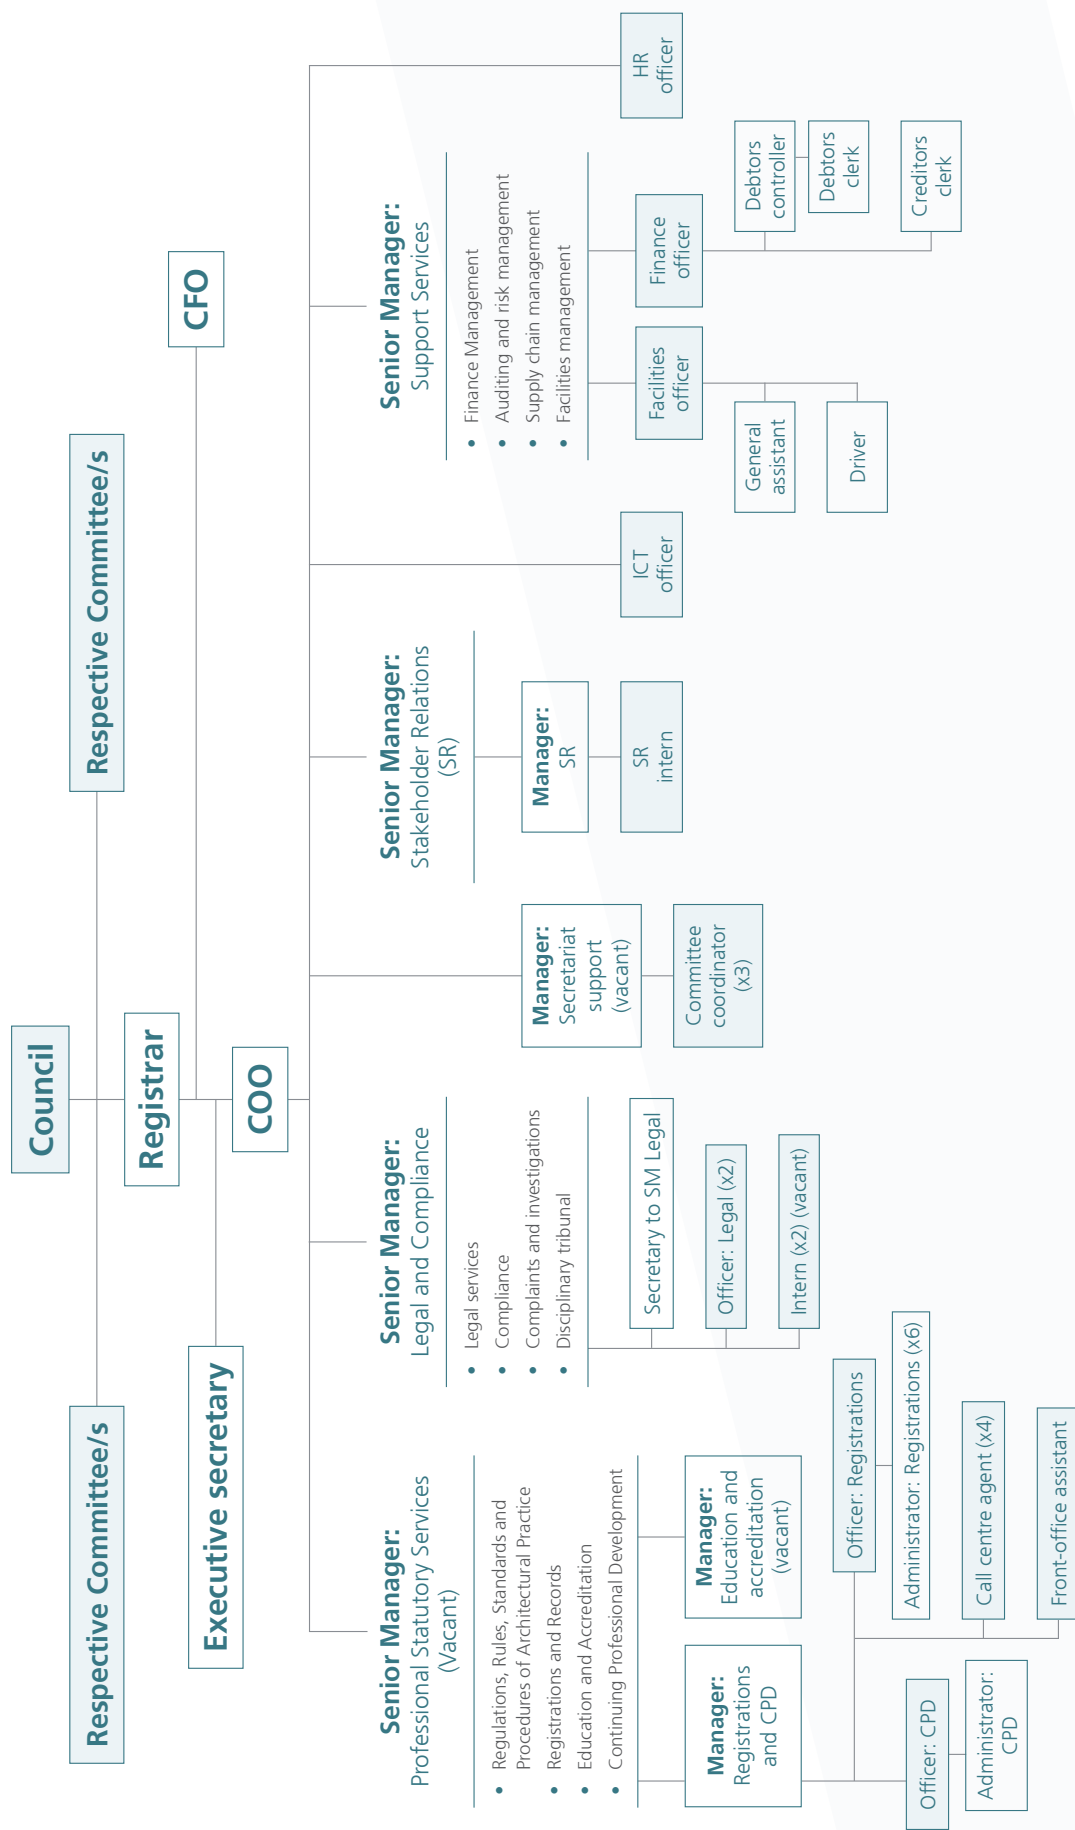 Council
Respective Committee/s
Respective Committee/s
Registrar
CFO
Executive secretary
COO
Senior Manager:
Professional Statutory Services
(Vacant)
• Regulations, Rules, Standards and
Procedures of Architectural Practice
• Registrations and Records
• Education and Accreditation
• Continuing Professional Development
Manager:
Registrations
and CPD
Manager:
Education and
accreditation
(vacant)
Officer: CPD
Administrator:
CPD
Officer: Registrations
Administrator: Registrations (x6)
Call centre agent (x4)
Front-office assistant
Senior Manager:
Legal and Compliance
• Legal services
• Compliance
• Complaints and investigations
• Disciplinary tribunal
Secretary to SM Legal
Officer: Legal (x2)
Intern (x2) (vacant)
Manager:
Secretariat
support
(vacant)
Committee
coordinator
(x3)
Senior Manager:
Stakeholder Relations
(SR)
Manager:
SR
SR
intern
ICT
officer
Senior Manager:
Support Services
• Finance Management
• Auditing and risk management
• Supply chain management
• Facilities management
Facilities
officer
General
assistant
Driver
Finance
officer
Debtors
controller
Debtors
clerk
Creditors
clerk
HR
officer